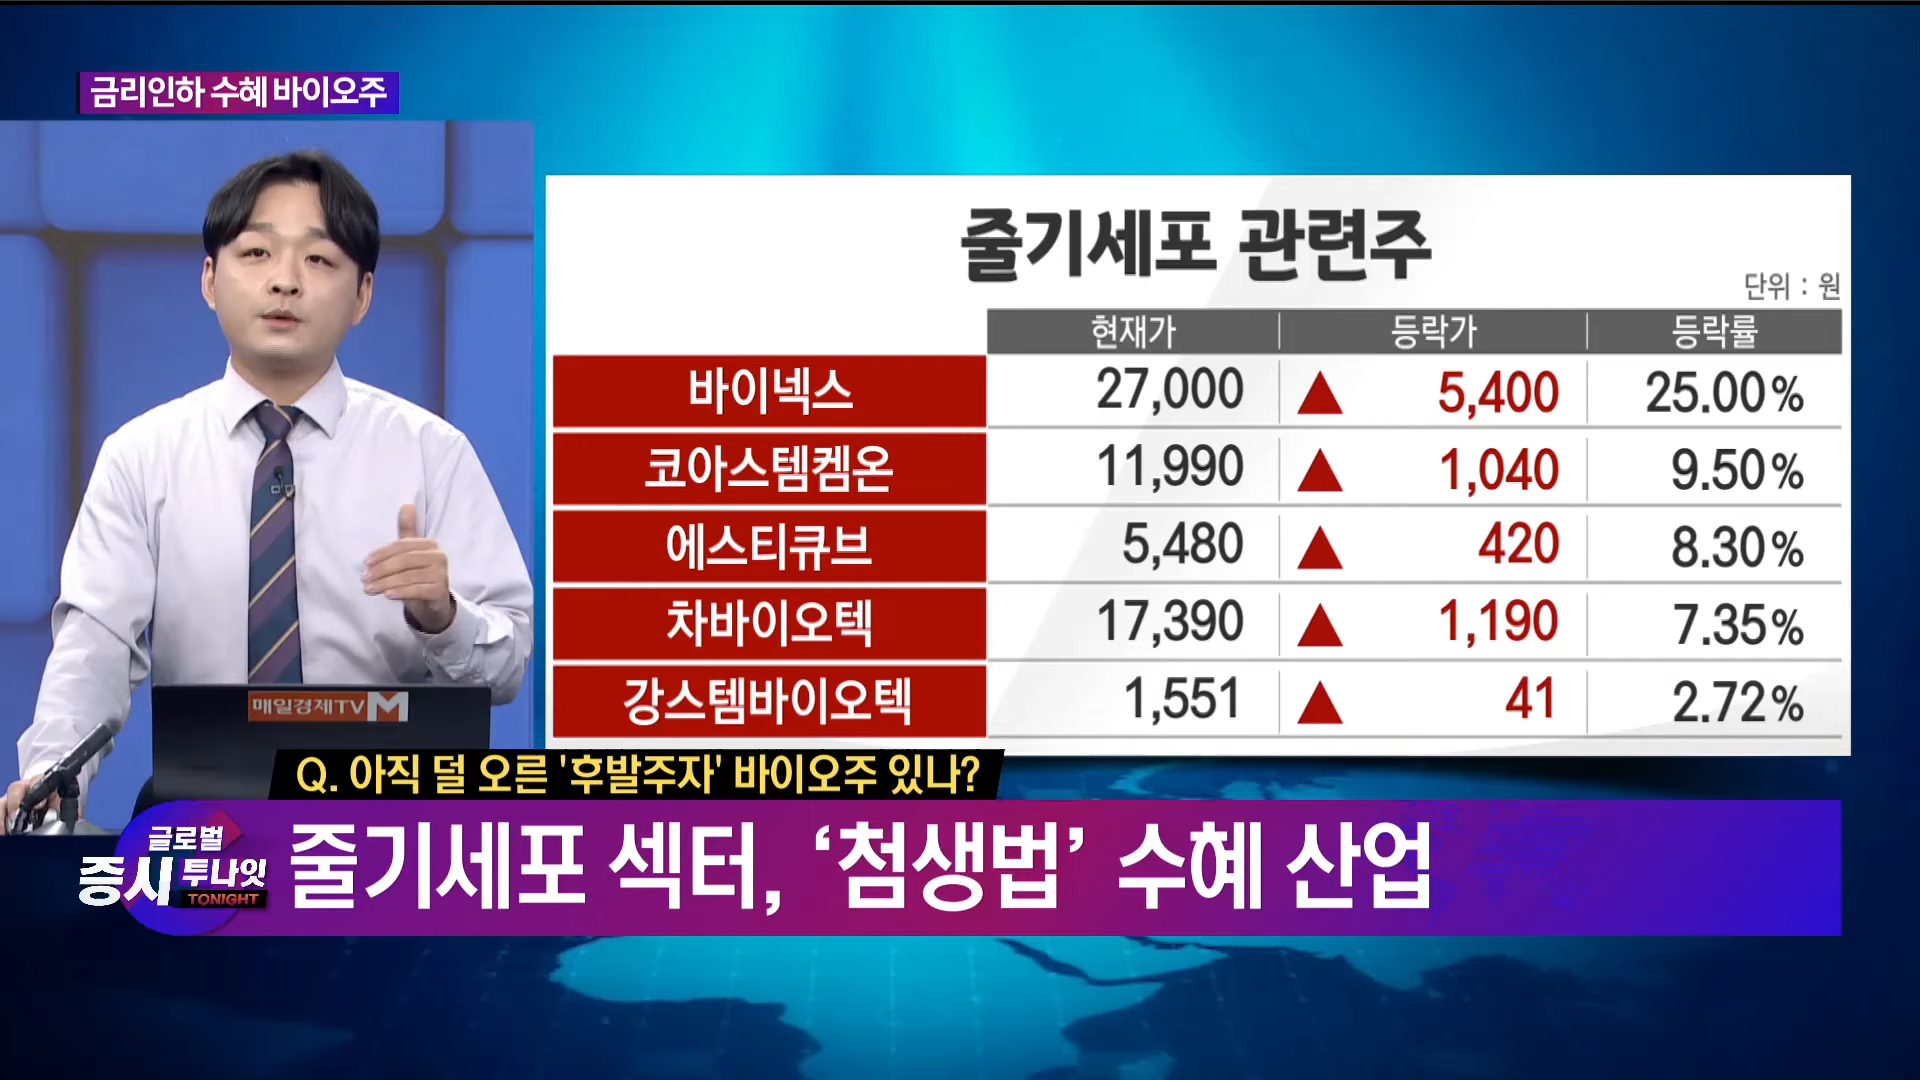 금리인하 수혜 바이오주
줄기세포 관련주
단위 : 원
현재가 등락가 등락률
바이넥스 27,000 ▲ 5,400 25.00%
코아스템켐온 11,990 ▲ 1,040 9.50%
에스티큐브 5,480 ▲ 420 8.30%
차바이오텍 17,390 ▲ 1,190 7.35%
강스템바이오텍 1,551 ▲ 41 2.72%
매일경제TV M
Q. 아직 덜 오른 '후발주자' 바이오주 있나?
글로벌
증시 투나잇
TONIGHT
줄기세포 섹터, ‘첨생법’ 수혜 산업